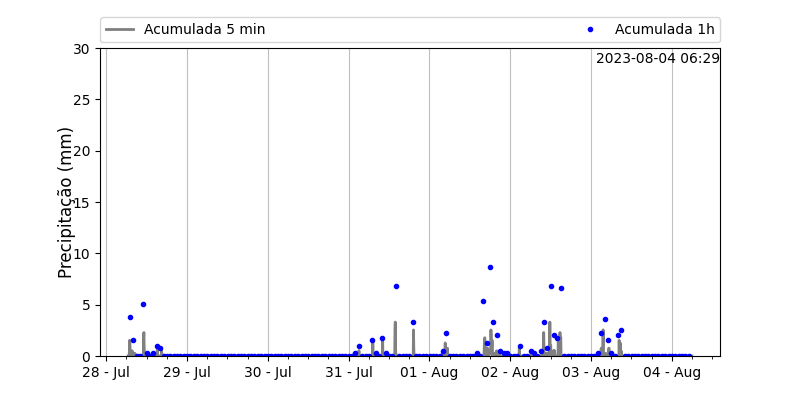 Acumulada 5 min
Acumulada 1h
2023-08-04 06:29
Precipitação (mm)
30
25
20
15
10
5
0
28 - Jul
29 - Jul
30 - Jul
31 - Jul
01 - Aug
02 - Aug
03 - Aug
04 - Aug